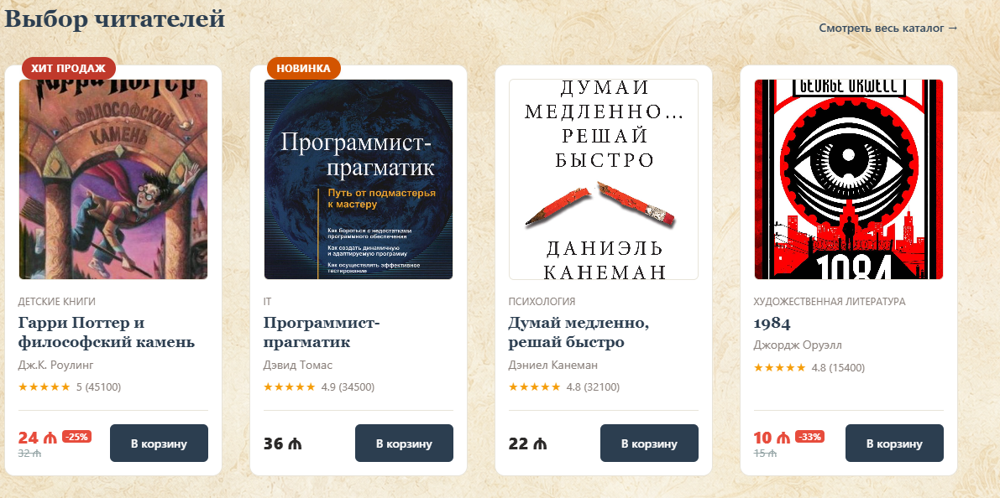 Выбор читателей
Смотреть весь каталог →
ХИТ ПРОДАЖ
Гарри Поттер™
И ФИЛОСОФСКИЙ
КАМЕНЬ
ДЕТСКИЕ КНИГИ
Гарри Поттер и
философский камень
Дж.К. Роулинг
★★★★★ 5 (45100)
24 ₼ -25%
32 ₼
В корзину
НОВИНКА
Программист-
прагматик
Путь от подмастерья
к мастеру
Как бороться с недостатками
программного обеспечения
Как создать динамичную
и адаптируемую программу
Как осуществлять эффективное
тестирование
IT
Программист-
прагматик
Дэвид Томас
★★★★★ 4.9 (34500)
36 ₼
В корзину
ДУМАЙ
МЕДЛЕННО...
РЕШАЙ
БЫСТРО
ДАНИЭЛЬ
КАНЕМАН
ПСИХОЛОГИЯ
Думай медленно,
решай быстро
Дэниел Канеман
★★★★★ 4.8 (32100)
22 ₼
В корзину
GEORGE ORWELL
1984
ХУДОЖЕСТВЕННАЯ ЛИТЕРАТУРА
1984
Джордж Оруэлл
★★★★★ 4.8 (15400)
10 ₼ -33%
15 ₼
В корзину